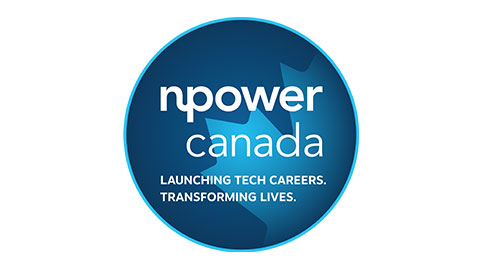 npower
canada
LAUNCHING TECH CAREERS.
TRANSFORMING LIVES.